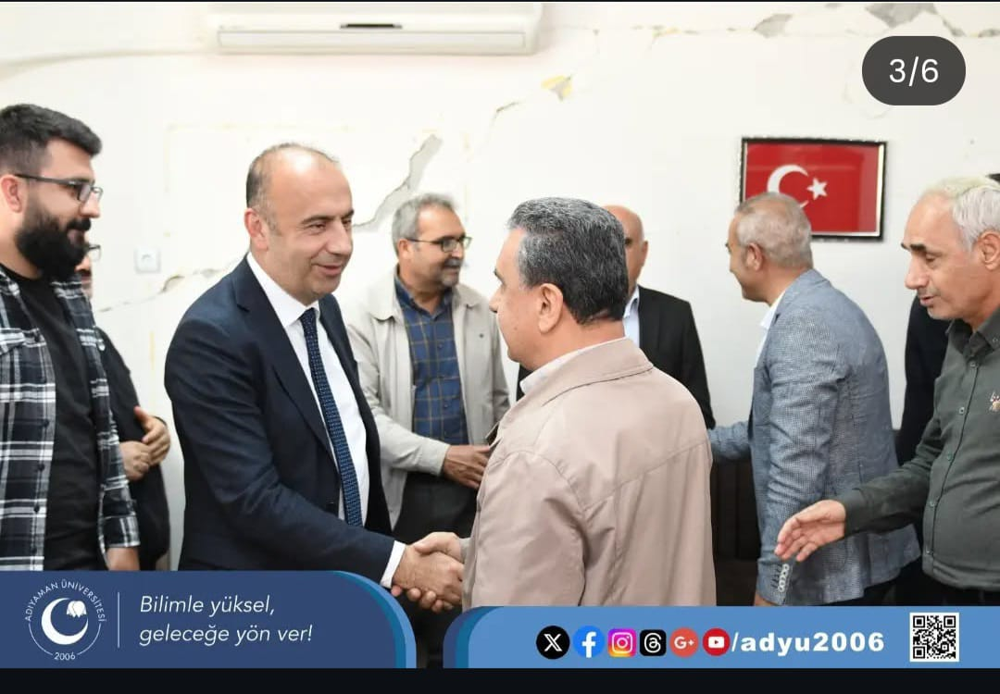 3/6
ADIYAMAN ÜNİVERSİTESİ
2006
Bilimle yüksel,
geleceğe yön ver!
G+
/adyu2006